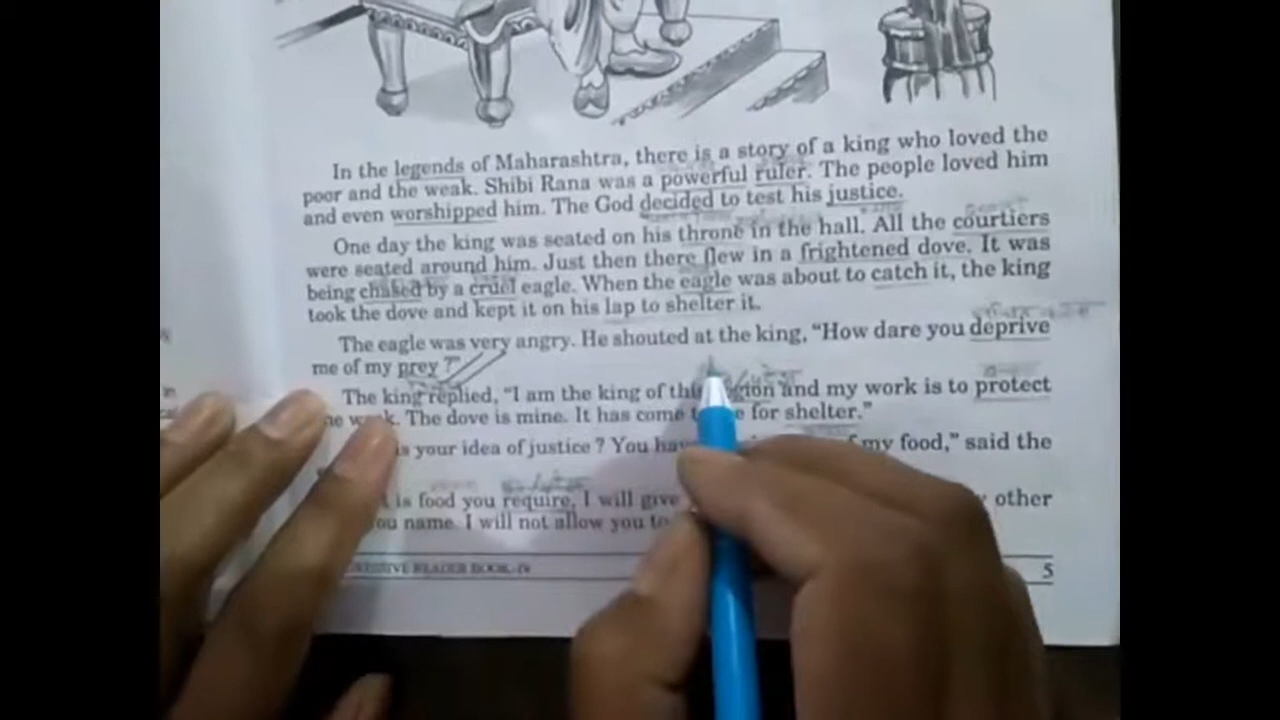 In the legends of Maharashtra, there is a story of a king who loved the
poor and the weak. Shibi Rana was a powerful ruler. The people loved him
and even worshipped him. The God decided to test his justice.
One day the king was seated on his throne in the hall. All the courtiers
were seated around him. Just then there flew in a frightened dove. It was
being chased by a cruel eagle. When the eagle was about to catch it, the king
took the dove and kept it on his lap to shelter it.
The eagle was very angry. He shouted at the king, "How dare you deprive
me of my prey ?"
The king replied, "I am the king of this region and my work is to protect
The dove is mine. It has come for shelter."
is your idea of justice ? You my food," said the
is food you require, I will give other
name. I will not allow you to
READER BOOK-IV
5